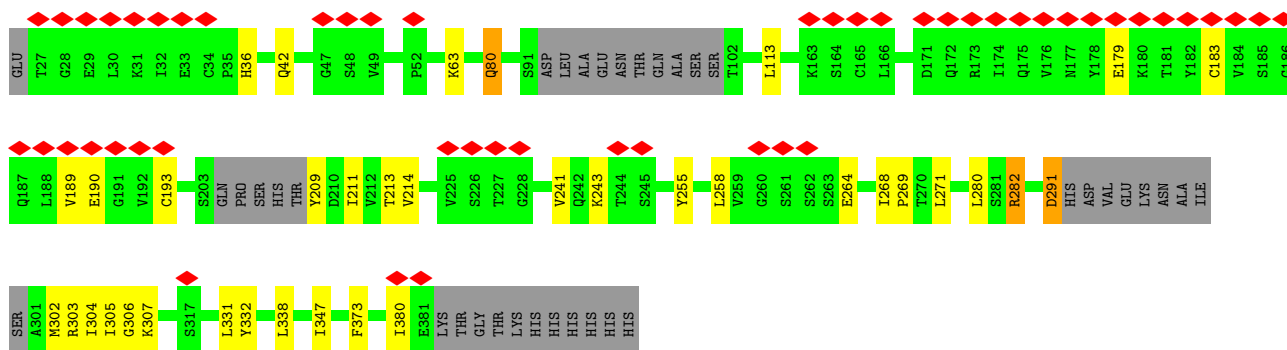 GLU T27 G28 E29 L30 K31 I32 E33 C34 P35 H36 Q42 G47 S48 V49 P52 K63 Q80 S91 ASP LEU ALA GLU ASN THR GLN ALA SER SER T102 L113 K163 S164 C165 L166 D171 Q172 R173 I174 Q175 V176 N177 Y178 E179 K180 T181 Y182 C183 V184 S185
Q187 L188 V189 E190 G191 V192 C193 S203 GLN PRO SER HIS THR Y209 D210 I211 V212 T213 V214 V225 S226 T227 G228 V241 Q242 K243 T244 S245 Y255 L258 V259 G260 S261 S262 S263 E264 I268 P269 T270 L271 L280 S281 R282 D291 HIS ASP VAL GLU LYS ASN ALA ILE
SER A301 M302 R303 I304 I305 G306 K307 S317 L331 Y332 L338 I347 F373 I380 E381 LYS THR GLY THR LYS HIS HIS HIS HIS HIS HIS